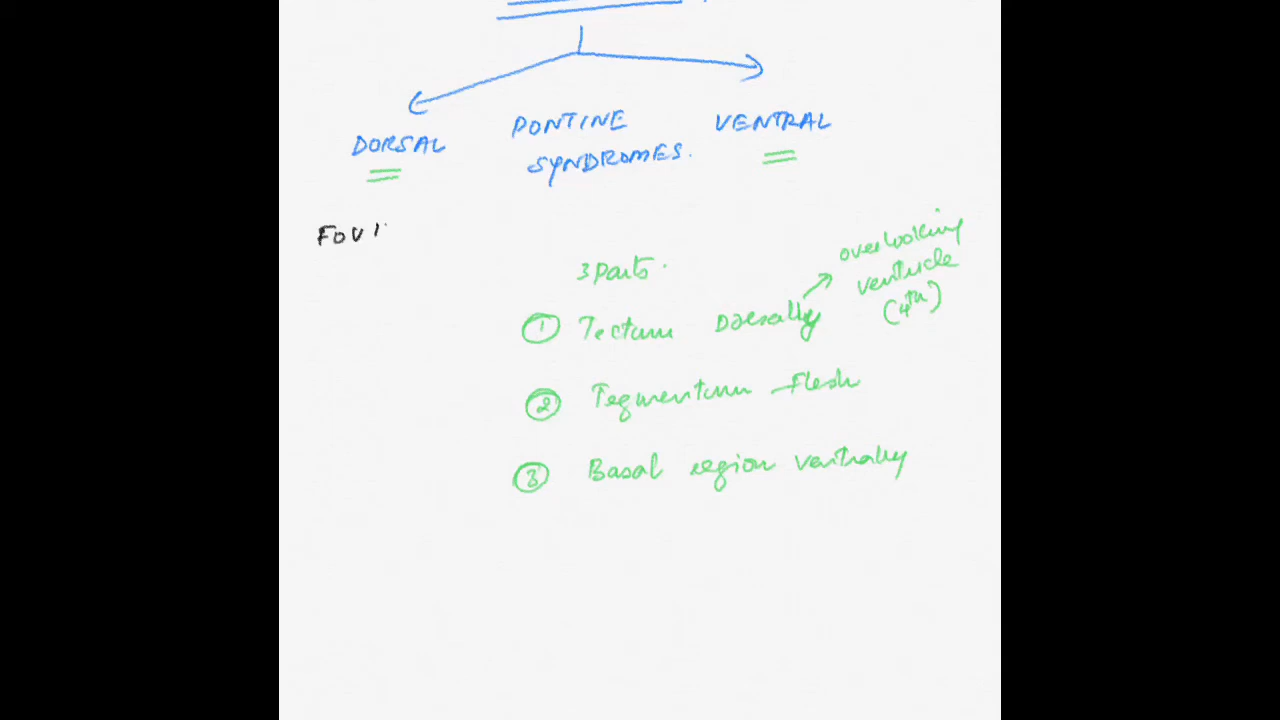 DORSAL
PONTINE
SYNDROMES.
VENTRAL
FOV
3 Parts.
① Tectum Dorsally
overlooking
ventricle
(4th)
② Tegmentum - Flesh
③ Basal region ventrally